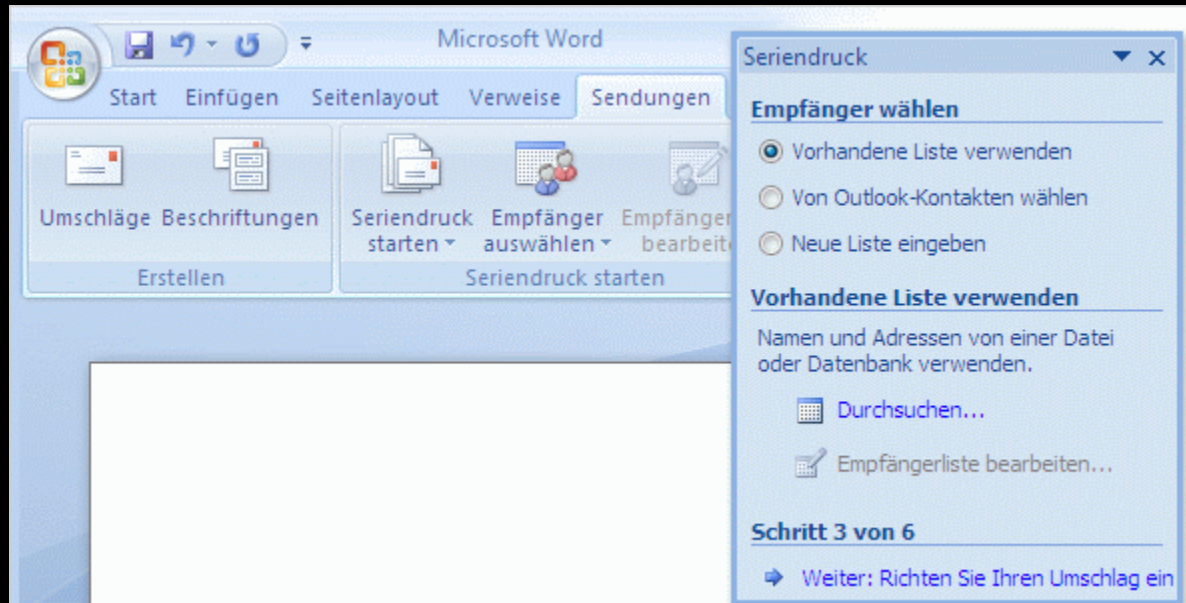 Microsoft Word
Start Einfügen Seitenlayout Verweise Sendungen
Umschläge Beschriftungen
Seriendruck starten
Empfänger auswählen
Empfänger bearbeite
Erstellen
Seriendruck starten
Seriendruck
Empfänger wählen
Vorhandene Liste verwenden
Von Outlook-Kontakten wählen
Neue Liste eingeben
Vorhandene Liste verwenden
Namen und Adressen von einer Datei
oder Datenbank verwenden.
Durchsuchen...
Empfängerliste bearbeiten...
Schritt 3 von 6
Weiter: Richten Sie Ihren Umschlag ein